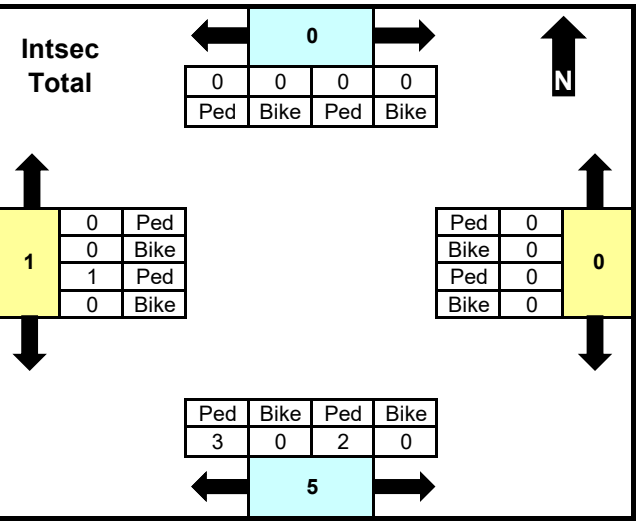 Intsec
Total
0
N
0 0 0 0
Ped Bike Ped Bike
1
0 Ped
0 Bike
1 Ped
0 Bike
Ped 0
Bike 0
Ped 0
Bike 0
0
Ped Bike Ped Bike
3 0 2 0
5